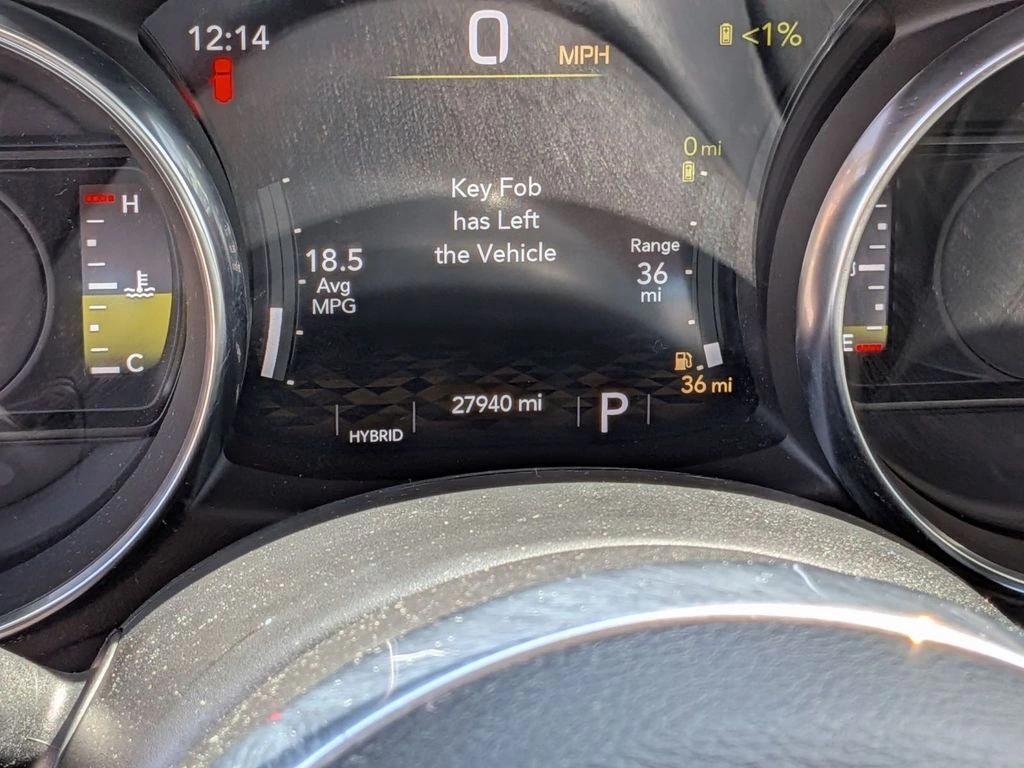 12:14
0
MPH
<1%
0 mi
H
Key Fob
has Left
the Vehicle
18.5
Avg
MPG
Range
36
mi
C
E
36 mi
27940 mi
P
HYBRID